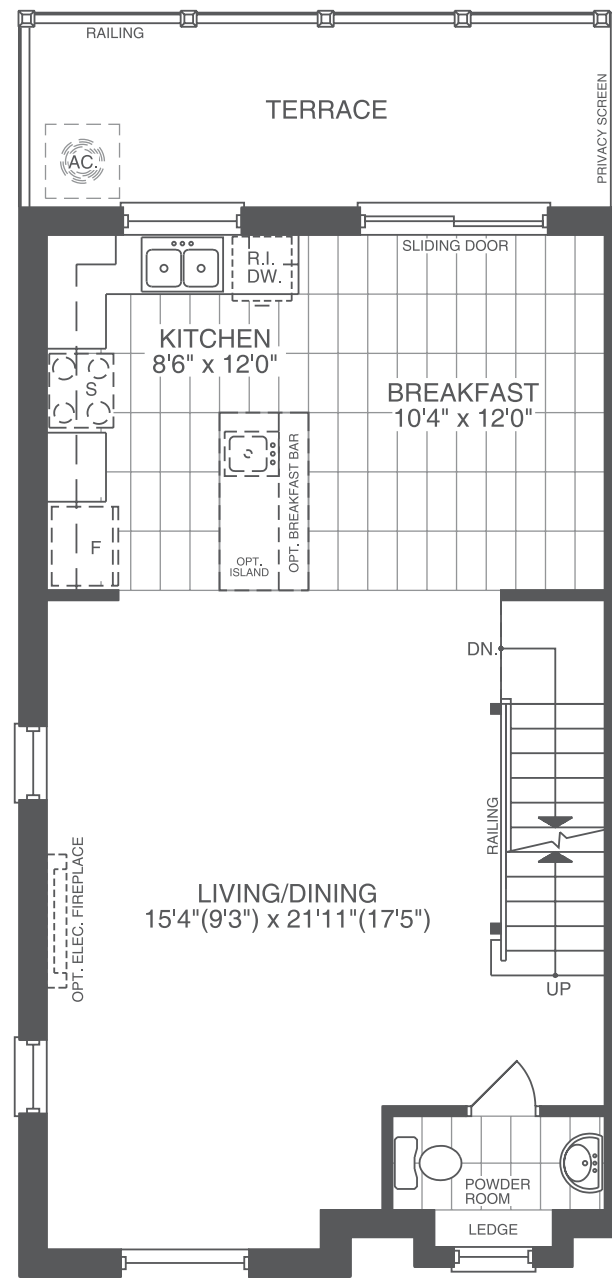 RAILING
TERRACE
PRIVACY SCREEN
AC.
SLIDING DOOR
R.I.
DW.
KITCHEN
8'6" x 12'0"
S
BREAKFAST
10'4" x 12'0"
OPT. BREAKFAST BAR
F
OPT.
ISLAND
DN.
RAILING
OPT. ELEC. FIREPLACE
LIVING/DINING
15'4"(9'3") x 21'11"(17'5")
UP
POWDER
ROOM
LEDGE